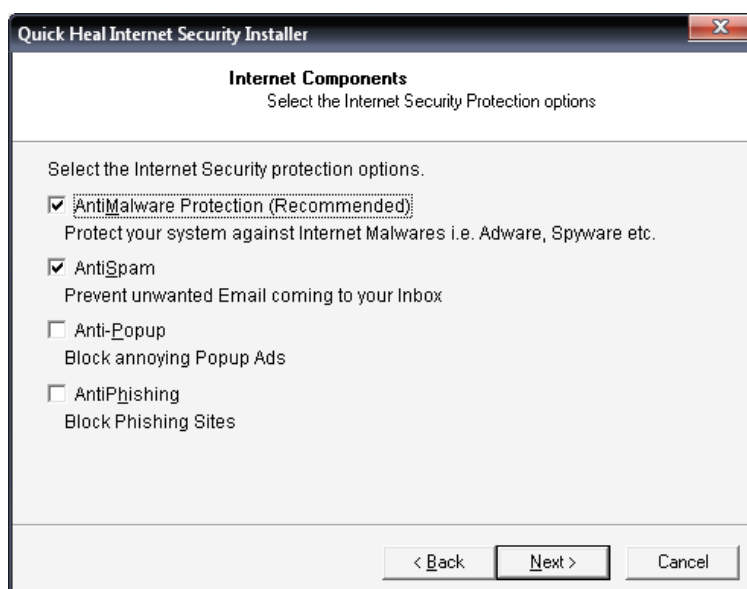 Quick Heal Internet Security Installer
Internet Components
Select the Internet Security Protection options
Select the Internet Security protection options.
AntiMalware Protection (Recommended)
Protect your system against Internet Malwares i.e. Adware, Spyware etc.
AntiSpam
Prevent unwanted Email coming to your Inbox
Anti-Popup
Block annoying Popup Ads
AntiPhishing
Block Phishing Sites
< Back Next > Cancel